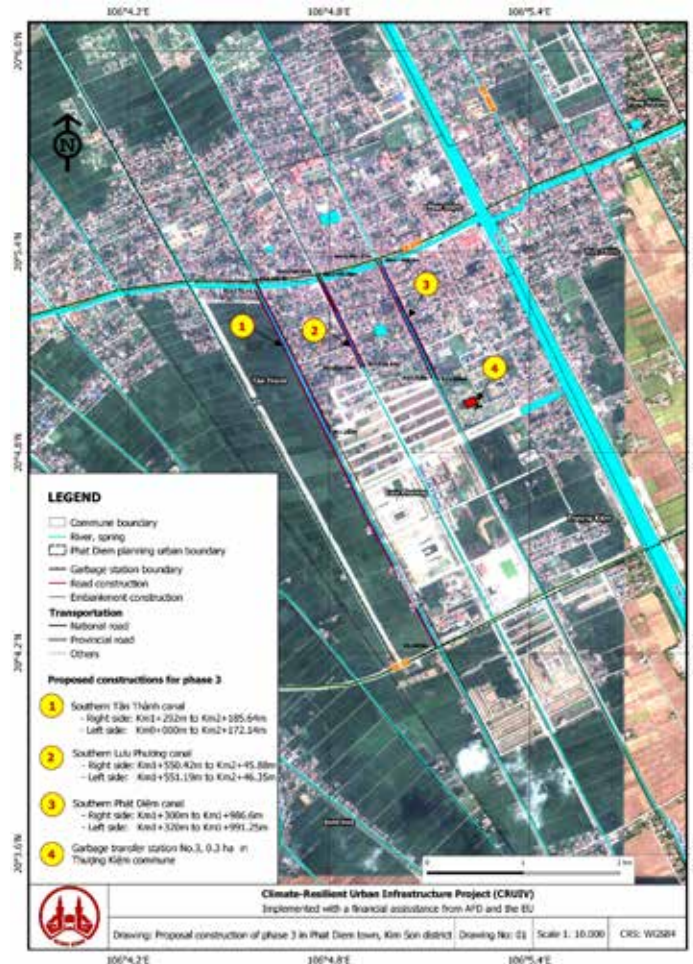 106°4.2'E 106°4.8'E 106°5.4'E
20°6.0'N
20°5.4'N
20°4.8'N
20°4.2'N
20°3.6'N
N
1
2
3
4
LEGEND
Commune boundary
River, spring
Phat Diem planning urban boundary
Garbage station boundary
Road construction
Embankment construction
Transportation
National road
Provincial road
Others
Proposed constructions for phase 3
1 Southern Tân Thành canal
- Right side: Km1+202m to Km2+185.64m
- Left side: Km0+000m to Km2+172.14m
2 Southern Lưu Phương canal
- Right side: Km1+550.42m to Km2+45.88m
- Left side: Km1+551.19m to Km2+46.35m
3 Southern Phát Diệm canal
- Right side: Km1+300m to Km1+986.6m
- Left side: Km1+320m to Km1+991.25m
4 Garbage transfer station No.3, 0.3 ha in
Thượng Kiệm commune
0 1 2 km
Climate-Resilient Urban Infrastructure Project (CRUIV)
Implemented with a financial assistance from AFD and the EU
Drawing: Proposal construction of phase 3 in Phat Diem town, Kim Son district Drawing No: 01 Scale 1: 10.000 CRS: WGS84
106°4.2'E 106°4.8'E 106°5.4'E